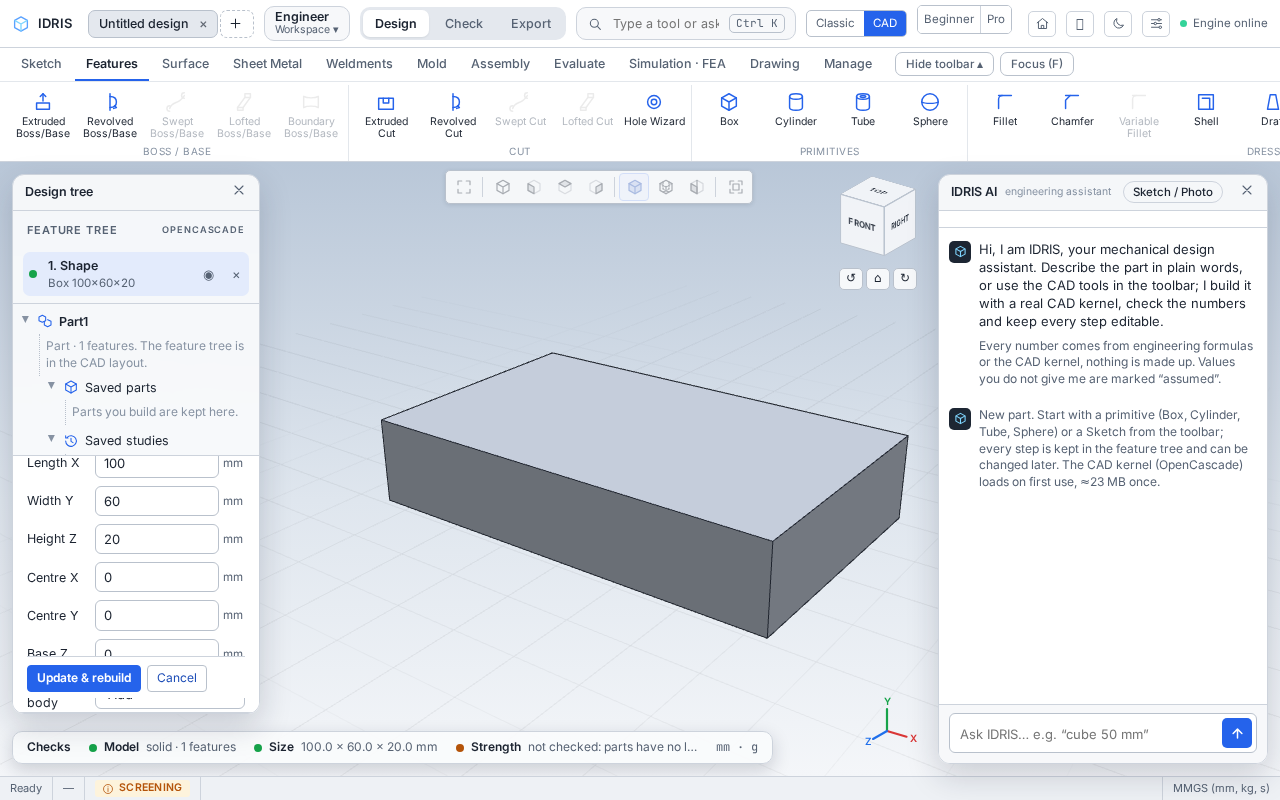 IDRIS
Untitled design ×
+
Engineer
Workspace ▾
Design Check Export
Type a tool or ask Ctrl K
Classic CAD
Beginner Pro
Engine online
Sketch Features Surface Sheet Metal Weldments Mold Assembly Evaluate Simulation · FEA Drawing Manage Hide toolbar ▴ Focus (F)
Extruded Boss/Base
Revolved Boss/Base
Swept Boss/Base
Lofted Boss/Base
Boundary Boss/Base
BOSS / BASE
Extruded Cut
Revolved Cut
Swept Cut
Lofted Cut
Hole Wizard
CUT
Box
Cylinder
Tube
Sphere
PRIMITIVES
Fillet
Chamfer
Variable Fillet
Shell
Dra
DRESS
Design tree
FEATURE TREE OPENCASCADE
1. Shape
Box 100×60×20
Part1
Part · 1 features. The feature tree is
in the CAD layout.
Saved parts
Parts you build are kept here.
Saved studies
Length X 100 mm
Width Y 60 mm
Height Z 20 mm
Centre X 0 mm
Centre Y 0 mm
Base Z 0 mm
Update & rebuild Cancel
body
TOP
FRONT
RIGHT
Y
X
Z
IDRIS AI engineering assistant Sketch / Photo
Hi, I am IDRIS, your mechanical design
assistant. Describe the part in plain words,
or use the CAD tools in the toolbar; I build it
with a real CAD kernel, check the numbers
and keep every step editable.
Every number comes from engineering formulas
or the CAD kernel, nothing is made up. Values
you do not give me are marked “assumed”.
New part. Start with a primitive (Box, Cylinder,
Tube, Sphere) or a Sketch from the toolbar;
every step is kept in the feature tree and can be
changed later. The CAD kernel (OpenCascade)
loads on first use, ≈23 MB once.
Ask IDRIS... e.g. “cube 50 mm”
Checks Model solid · 1 features Size 100.0 × 60.0 × 20.0 mm Strength not checked: parts have no l... mm · g
Ready — SCREENING MMGS (mm, kg, s)